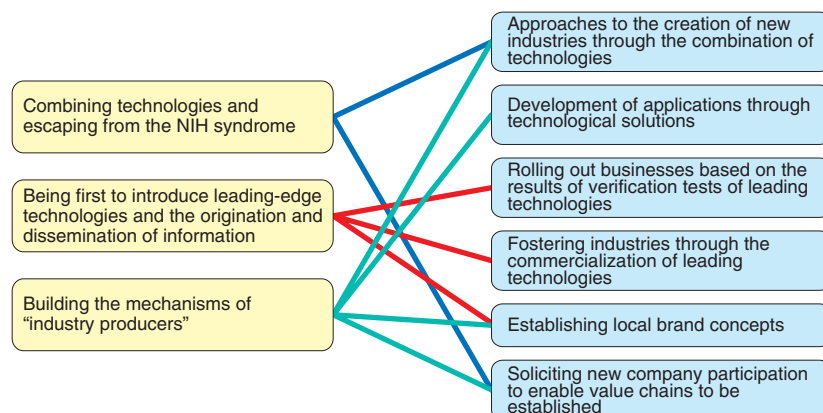 Combining technologies and
escaping from the NIH syndrome
Being first to introduce leading-edge
technologies and the origination and
dissemination of information
Building the mechanisms of
“industry producers”
Approaches to the creation of new
industries through the combination of
technologies
Development of applications through
technological solutions
Rolling out businesses based on the
results of verification tests of leading
technologies
Fostering industries through the
commercialization of leading
technologies
Establishing local brand concepts
Soliciting new company participation
to enable value chains to be
established